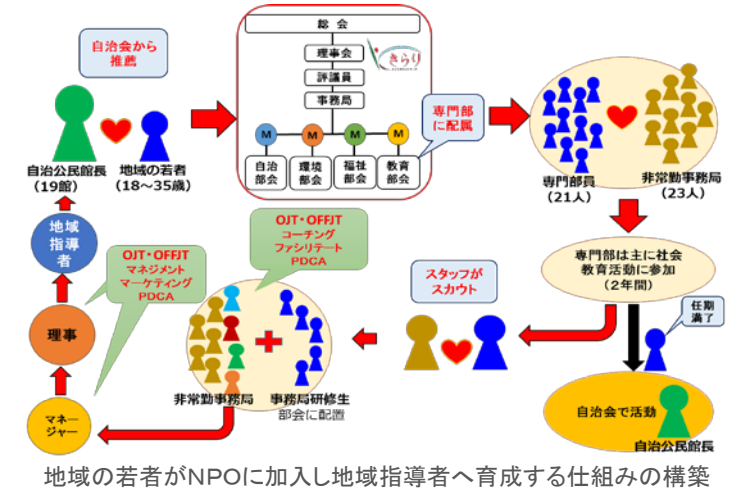 自治会から
推薦
自治公民館長
（19館）
地域の若者
（18～35歳）
総 会
理事会
評議員
事務局
きらり
M
M
M
M
自治
部会
環境
部会
福祉
部会
教育
部会
専門部
に配属
専門部員
（21人）
非常勤事務局
（23人）
専門部は主に社会
教育活動に参加
（2年間）
任期
満了
自治会で活動
自治公民館長
スタッフが
スカウト
OJT・OFFJT
コーチング
ファシリテート
PDCA
非常勤事務局
事務局研修生
部会に配置
OJT・OFFJT
マネジメント
マーケティング
PDCA
地域
指導
者
理事
マネー
ジャー
地域の若者がNPOに加入し地域指導者へ育成する仕組みの構築